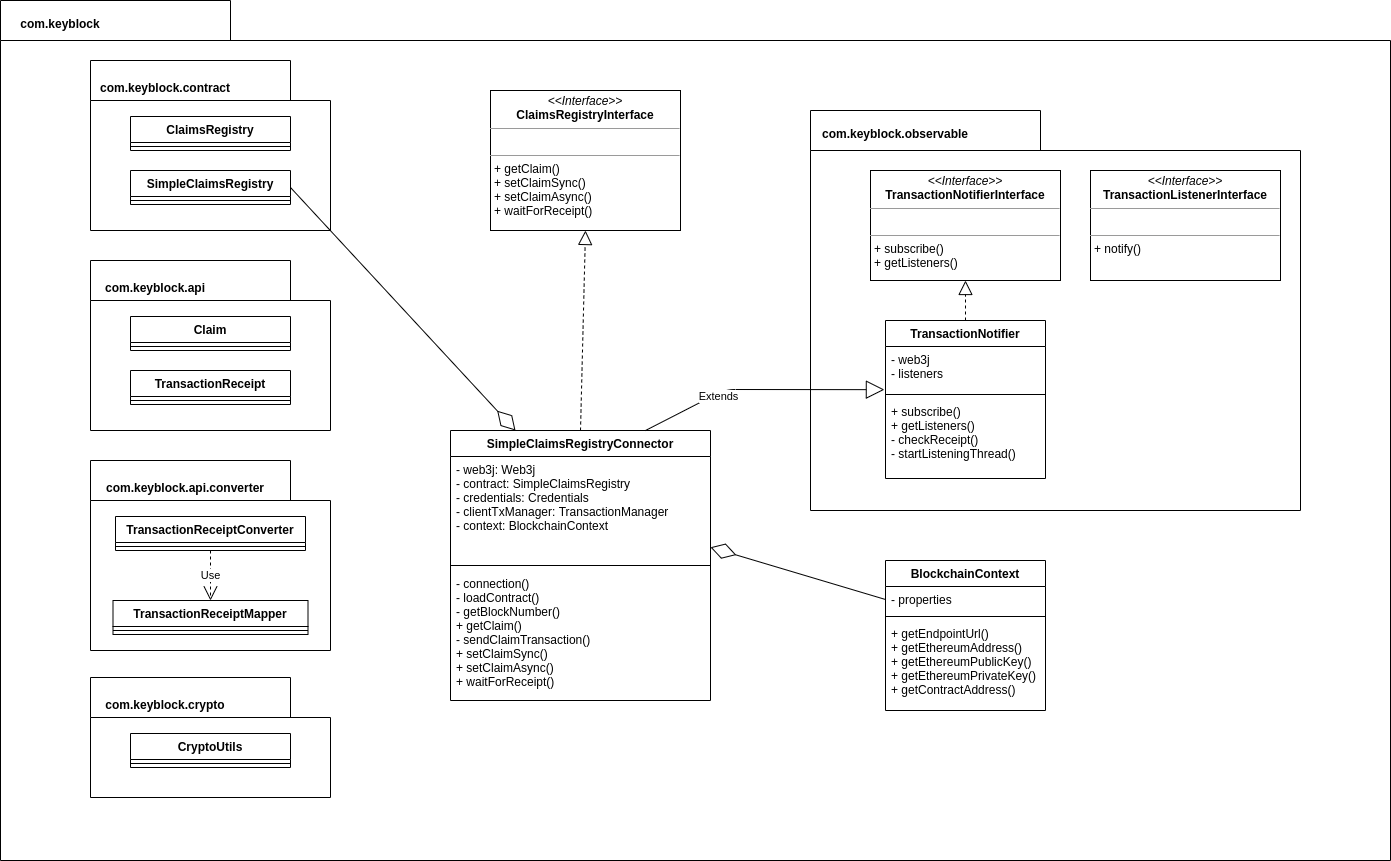 com.keyblock
com.keyblock.contract
ClaimsRegistry
SimpleClaimsRegistry
com.keyblock.api
Claim
TransactionReceipt
com.keyblock.api.converter
TransactionReceiptConverter
Use
TransactionReceiptMapper
com.keyblock.crypto
CryptoUtils
<<Interface>>
ClaimsRegistryInterface
+ getClaim()
+ setClaimSync()
+ setClaimAsync()
+ waitForReceipt()
Extends
SimpleClaimsRegistryConnector
- web3j: Web3j
- contract: SimpleClaimsRegistry
- credentials: Credentials
- clientTxManager: TransactionManager
- context: BlockchainContext
- connection()
- loadContract()
- getBlockNumber()
+ getClaim()
- sendClaimTransaction()
+ setClaimSync()
+ setClaimAsync()
+ waitForReceipt()
com.keyblock.observable
<<Interface>>
TransactionNotifierInterface
+ subscribe()
+ getListeners()
<<Interface>>
TransactionListenerInterface
+ notify()
TransactionNotifier
- web3j
- listeners
+ subscribe()
+ getListeners()
- checkReceipt()
- startListeningThread()
BlockchainContext
- properties
+ getEndpointUrl()
+ getEthereumAddress()
+ getEthereumPublicKey()
+ getEthereumPrivateKey()
+ getContractAddress()